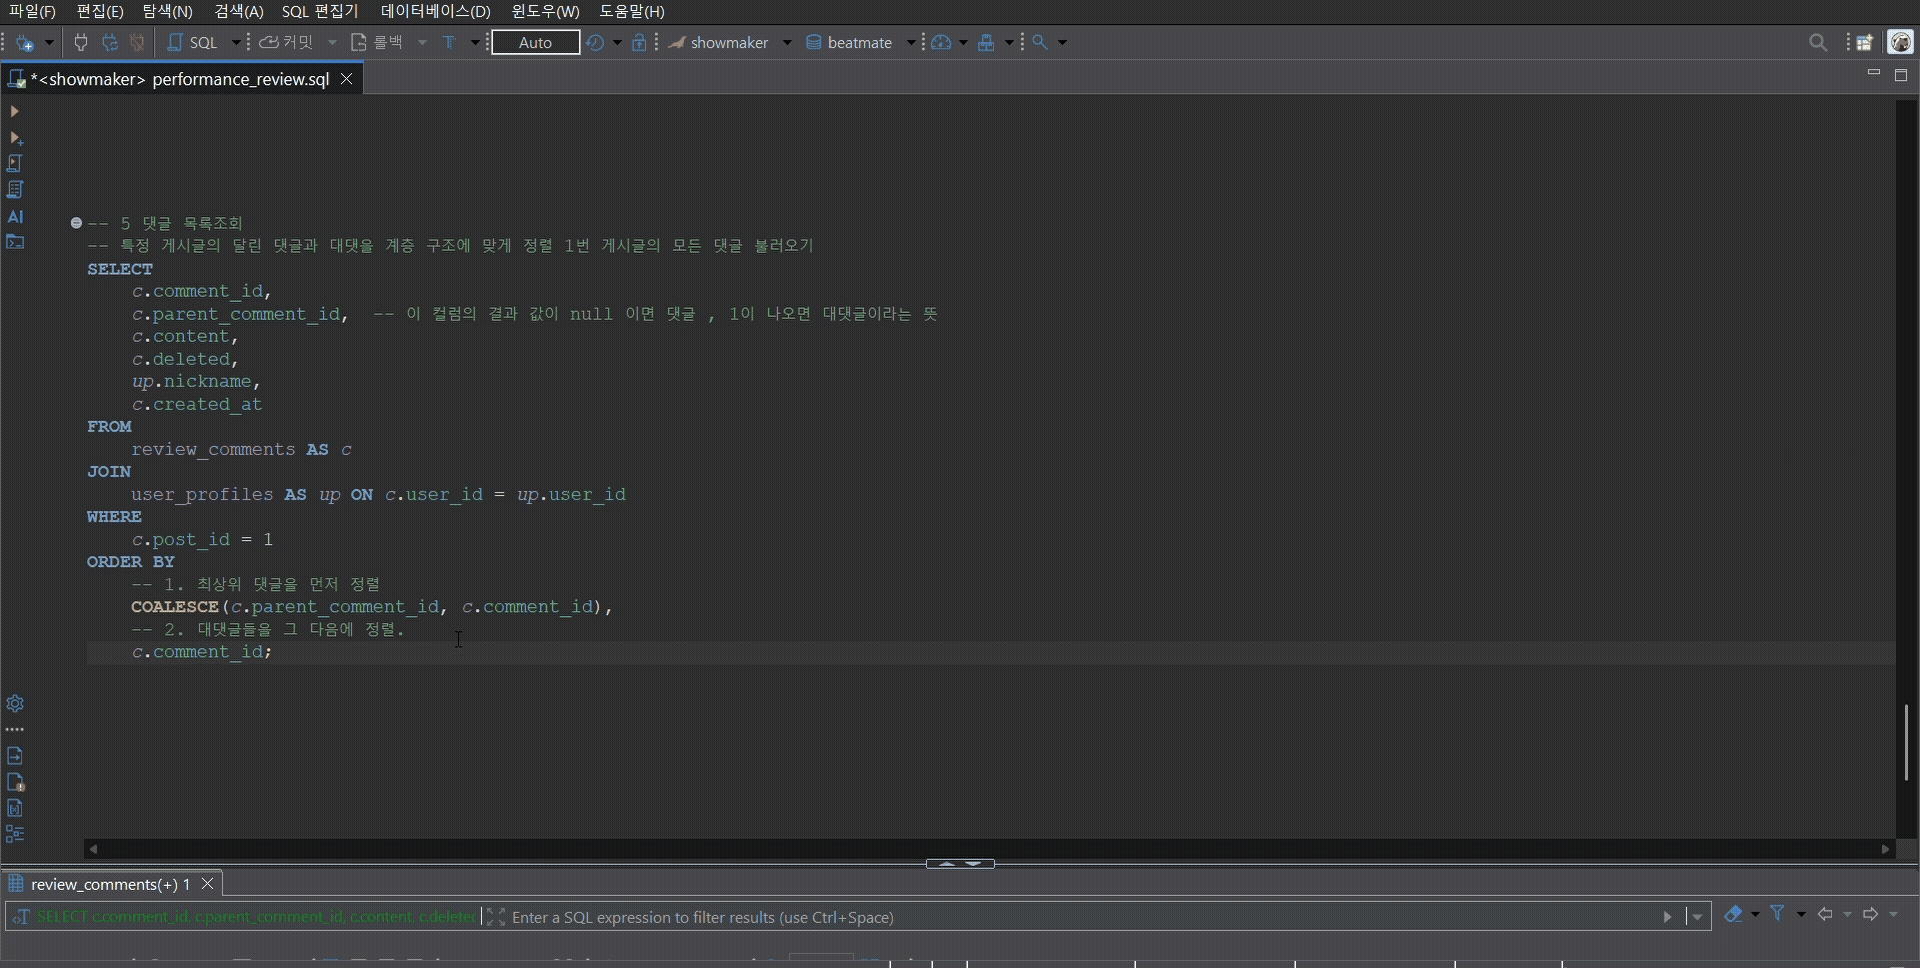 파일(F) 편집(E) 탐색(N) 검색(A) SQL 편집기 데이터베이스(D) 윈도우(W) 도움말(H)
SQL 커밋 롤백 T Auto showmaker beatmate
*<showmaker> performance_review.sql
-- 5 댓글 목록조회
-- 특정 게시글의 달린 댓글과 대댓을 계층 구조에 맞게 정렬 1번 게시글의 모든 댓글 불러오기
SELECT
c.comment_id,
c.parent_comment_id, -- 이 컬럼의 결과 값이 null 이면 댓글 , 1이 나오면 대댓글이라는 뜻
c.content,
c.deleted,
up.nickname,
c.created_at
FROM
review_comments AS c
JOIN
user_profiles AS up ON c.user_id = up.user_id
WHERE
c.post_id = 1
ORDER BY
-- 1. 최상위 댓글을 먼저 정렬
COALESCE(c.parent_comment_id, c.comment_id),
-- 2. 대댓글들을 그 다음에 정렬.
c.comment_id;
AI
review_comments(+) 1
SELECT c.comment_id, c.parent_comment_id, c.content, c.deleted Enter a SQL expression to filter results (use Ctrl+Space)